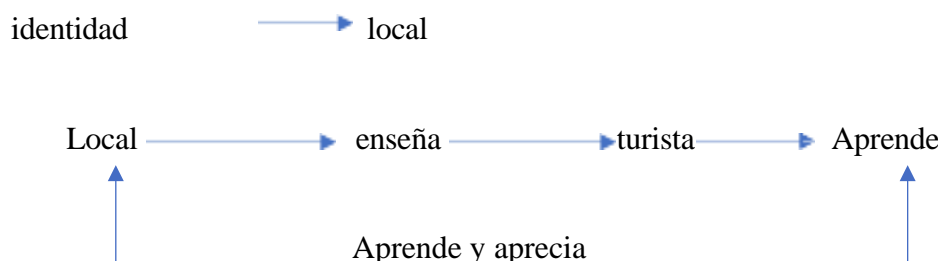 identidad local
Local enseña turista Aprende
Aprende y aprecia